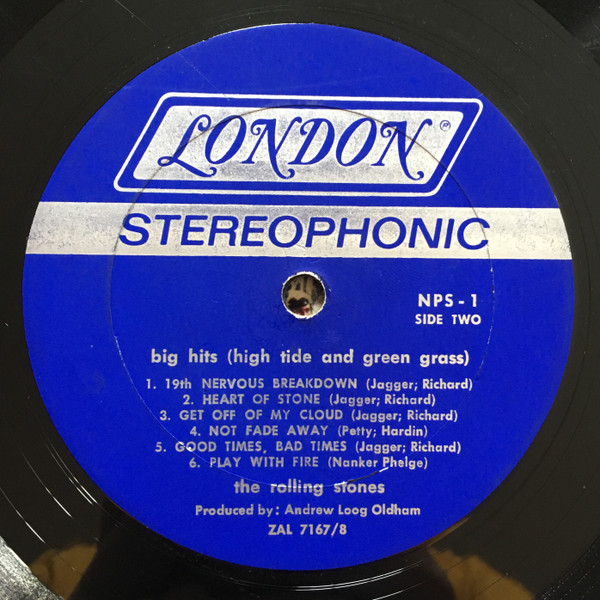 LONDON ®
STEREOPHONIC
NPS-1
SIDE TWO
big hits (high tide and green grass)
1. 19th NERVOUS BREAKDOWN (Jagger; Richard)
2. HEART OF STONE (Jagger; Richard)
3. GET OFF OF MY CLOUD (Jagger; Richard)
4. NOT FADE AWAY (Petty; Hardin)
5. GOOD TIMES, BAD TIMES (Jagger; Richard)
6. PLAY WITH FIRE (Nanker Phelge)
the rolling stones
Produced by: Andrew Loog Oldham
ZAL 7167/8